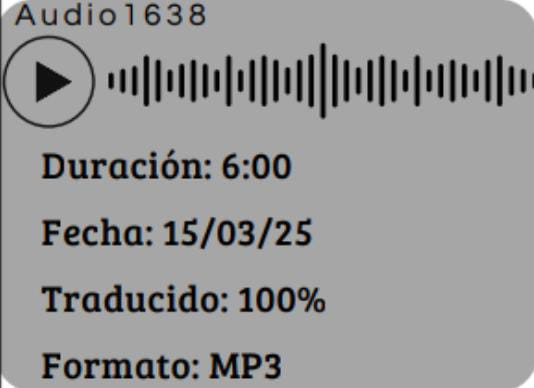 Audio1638
Duración: 6:00
Fecha: 15/03/25
Traducido: 100%
Formato: MP3